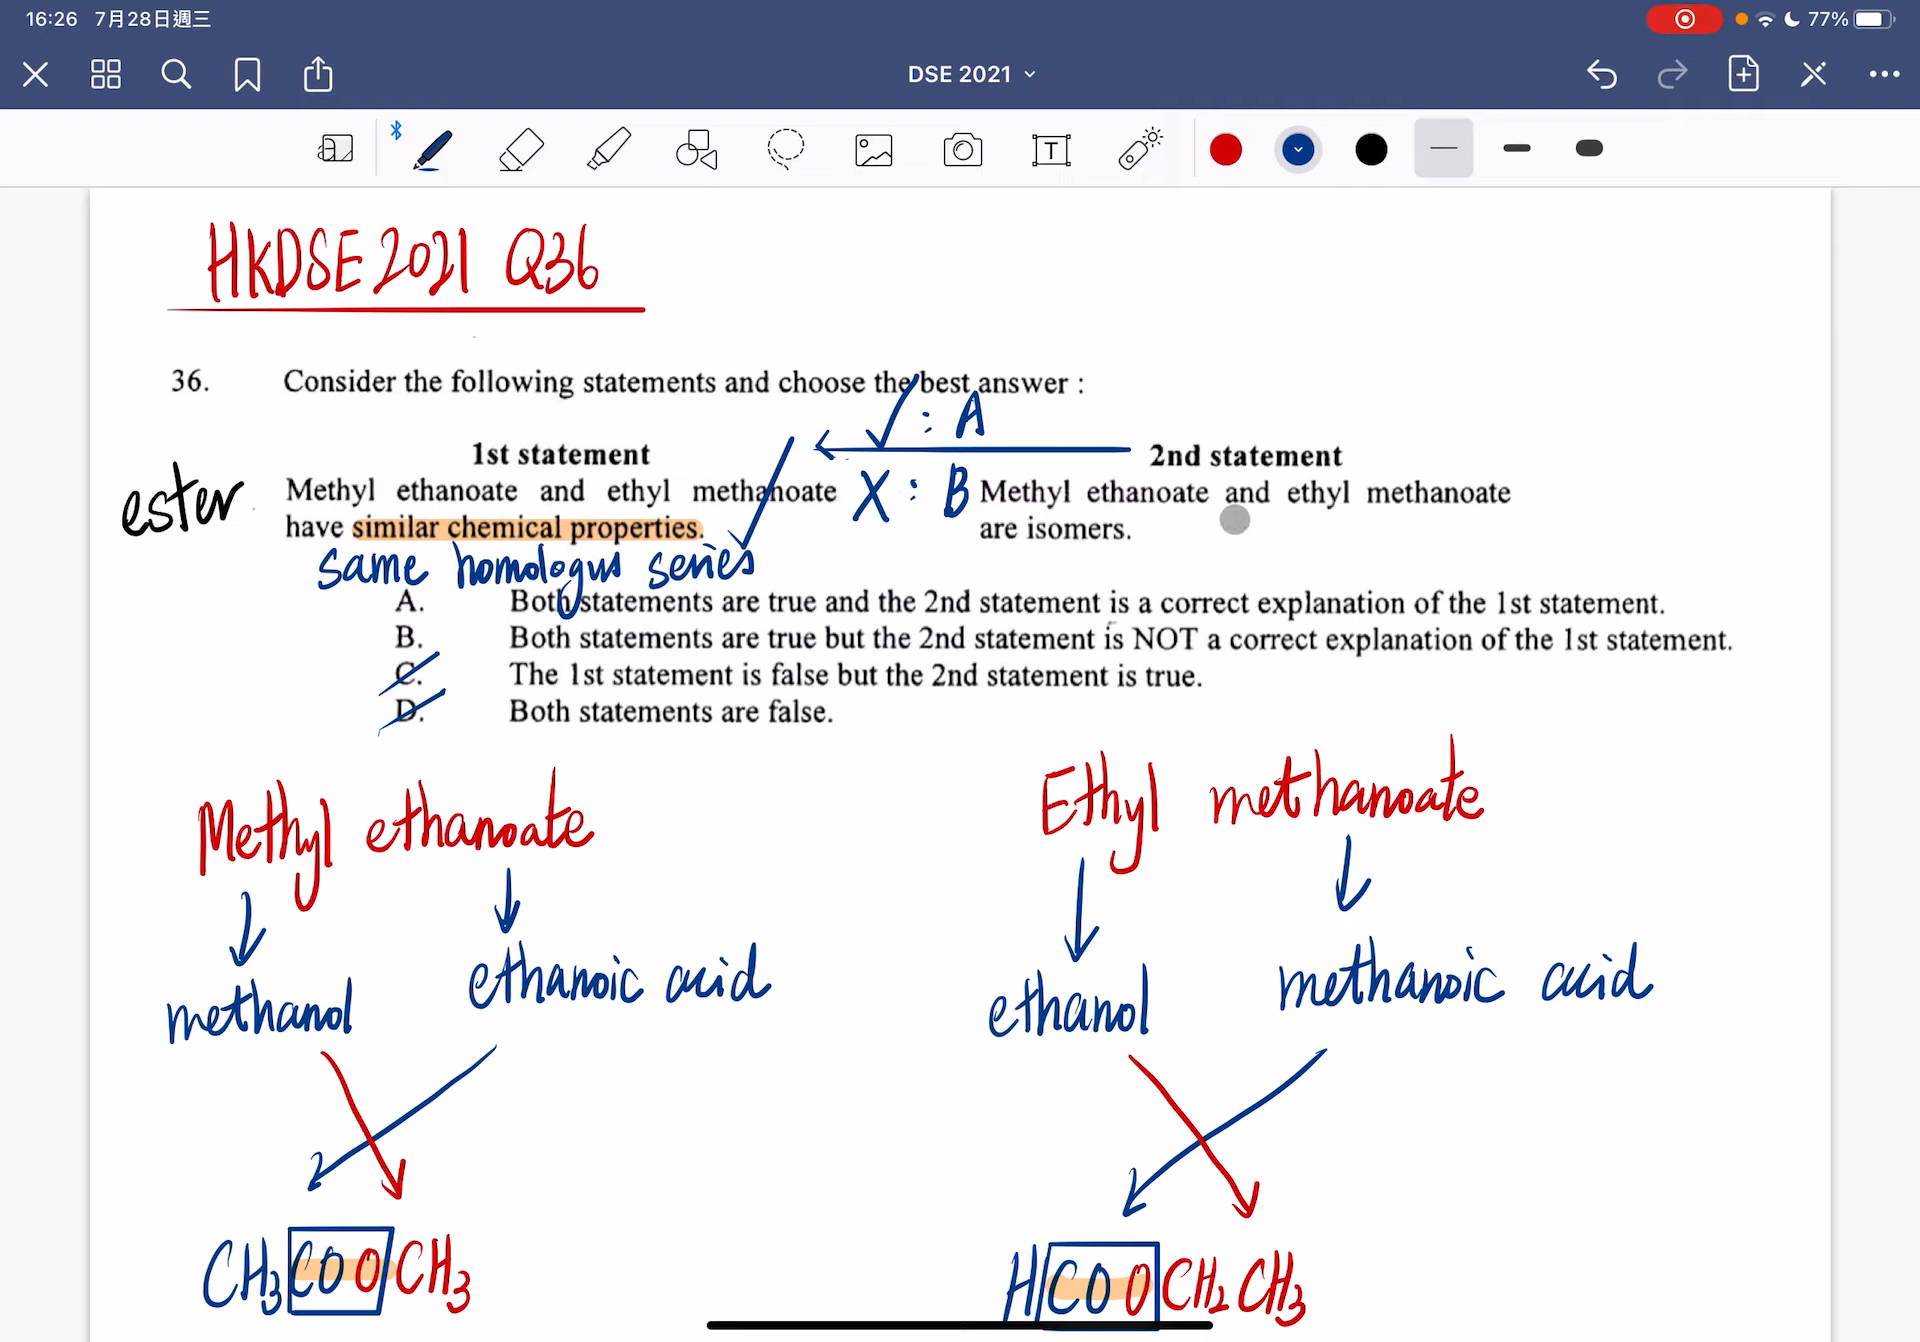 16:26 7月28日週三
77%
DSE 2021
HKDSE 2021 Q36
36. Consider the following statements and choose the best answer :
✓ : A
1st statement
2nd statement
ester
Methyl ethanoate and ethyl methanoate
X : B
Methyl ethanoate and ethyl methanoate
have similar chemical properties.
are isomers.
same homologus series
A. Both statements are true and the 2nd statement is a correct explanation of the 1st statement.
B. Both statements are true but the 2nd statement is NOT a correct explanation of the 1st statement.
C. The 1st statement is false but the 2nd statement is true.
D. Both statements are false.
Methyl ethanoate
Ethyl methanoate
methanol
ethanoic acid
ethanol
methanoic acid
CH3COOCH3
HCOOCH2CH3